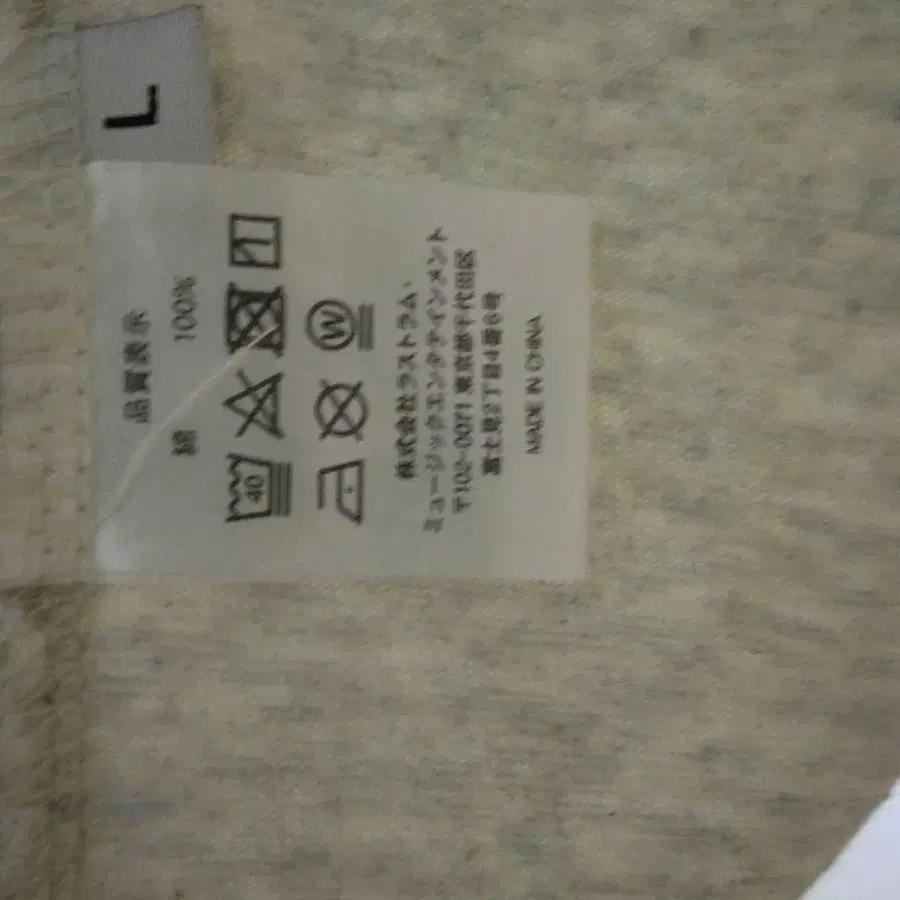 L
品質表示
綿 100%
40
W
株式会社ラストラム・
ミュージックエンタテインメント
〒102-0071 東京都千代田区
富士見2丁目4番6号
MADE IN CHINA